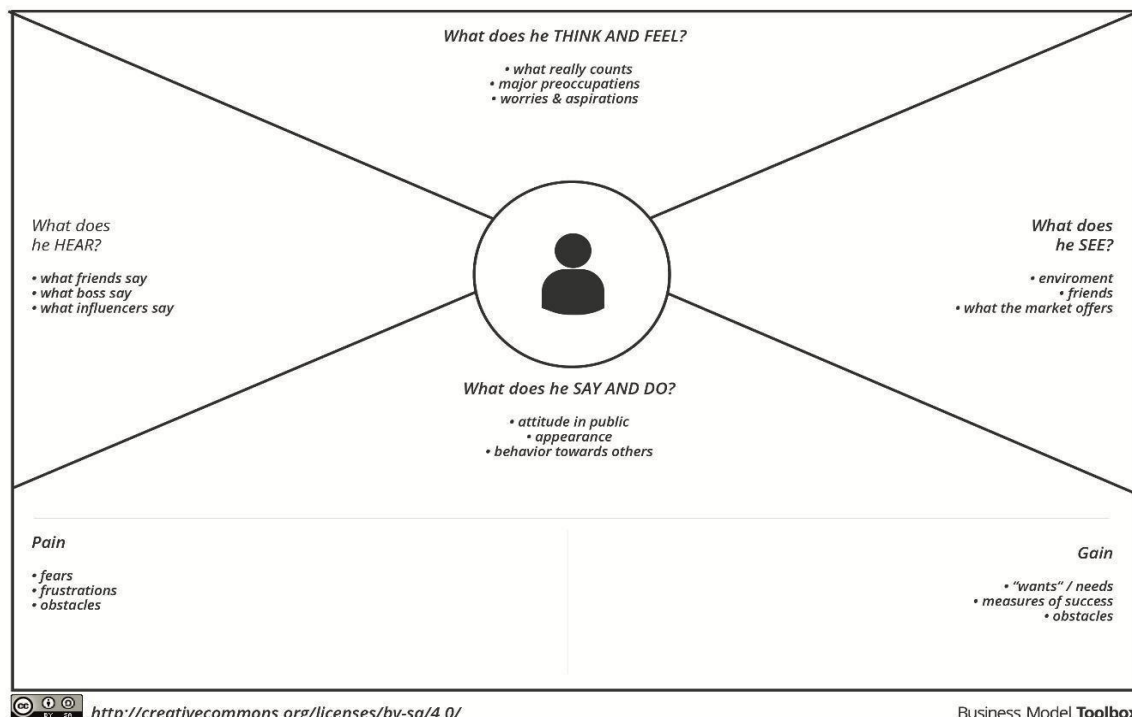 What does he THINK AND FEEL?
• what really counts
• major preoccupatiens
• worries & aspirations
What does
he HEAR?
• what friends say
• what boss say
• what influencers say
What does
he SEE?
• enviroment
• friends
• what the market offers
What does he SAY AND DO?
• attitude in public
• appearance
• behavior towards others
Pain
• fears
• frustrations
• obstacles
Gain
• “wants” / needs
• measures of success
• obstacles
cc BY SA
http://creativecommons.org/licenses/by-sa/4.0/
Business Model Toolbox